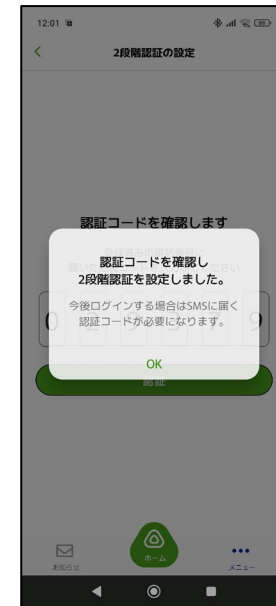 12:01
2段階認証の設定
認証コードを確認します
認証コードを確認し
2段階認証を設定しました。
今後ログインする場合はSMSに届く
認証コードが必要になります。
0
9
OK
認証
お知らせ
ホーム
メニュー